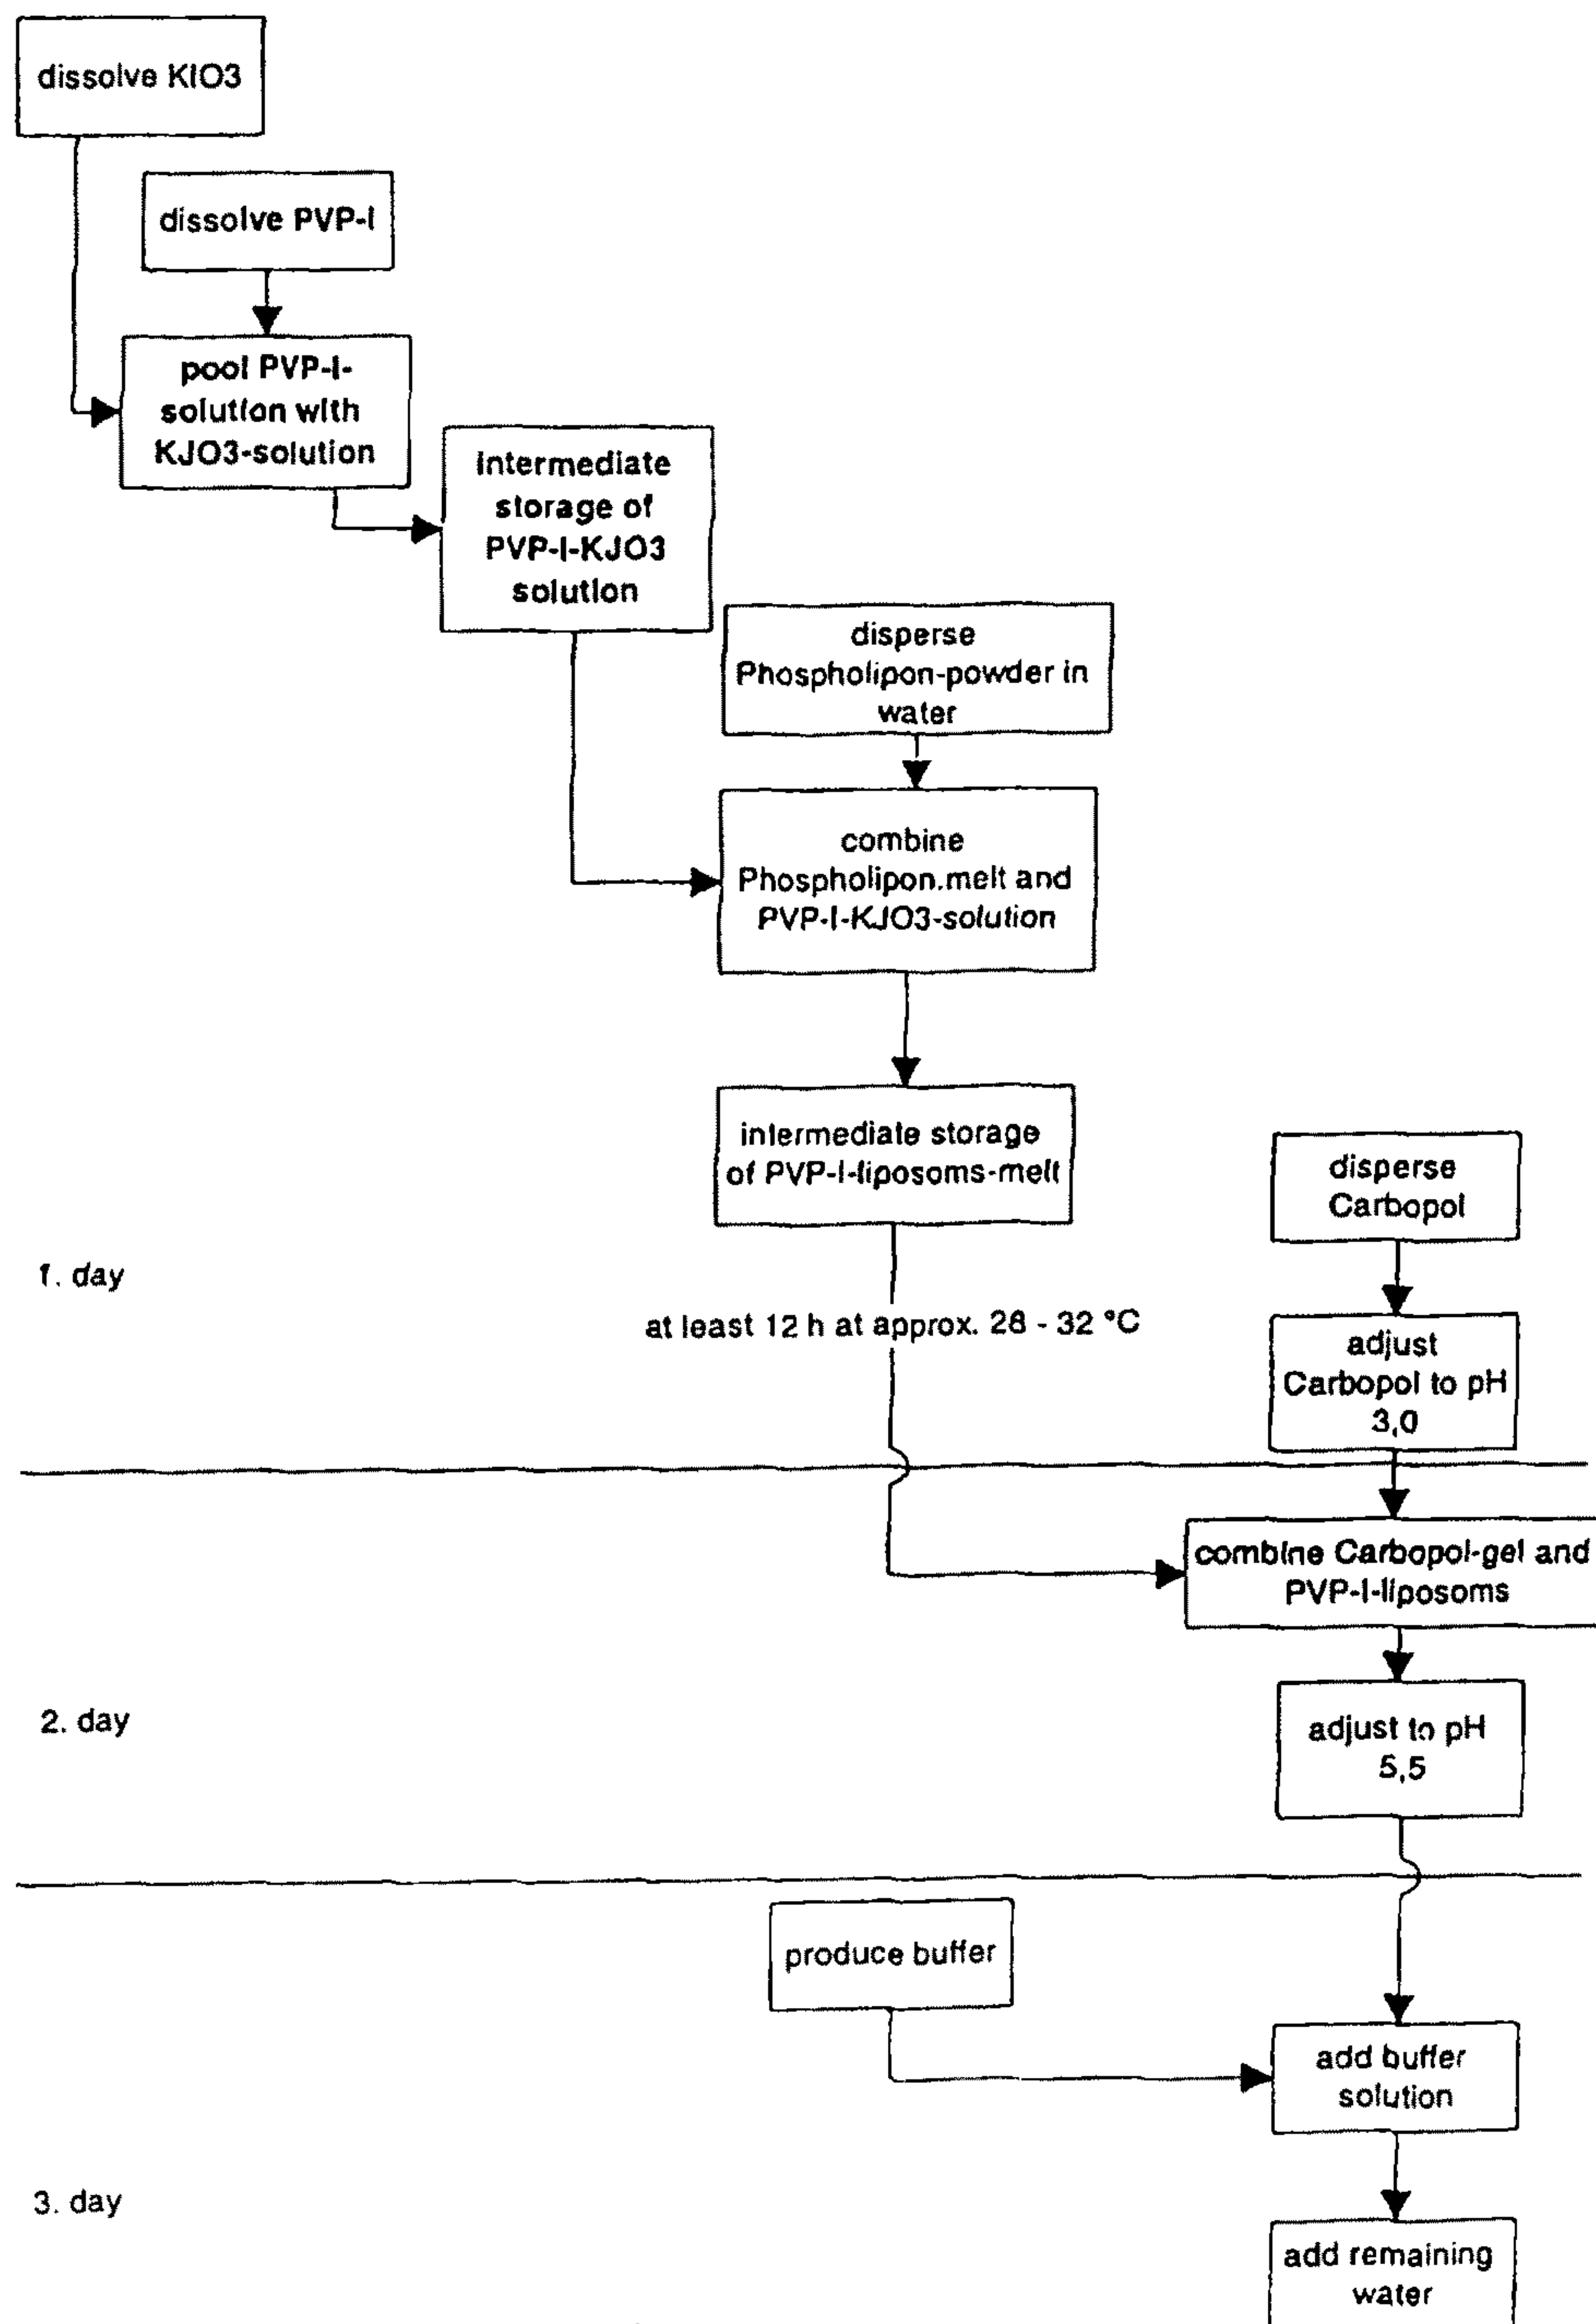 dissolve KIO3
dissolve PVP-I
pool PVP-I-
solution with
KJO3-solution
intermediate
storage of
PVP-I-KJO3
solution
disperse
Phospholipon-powder in
water
combine
Phospholipon.melt and
PVP-I-KJO3-solution
intermediate storage
of PVP-I-liposoms-melt
disperse
Carbopol
1. day
at least 12 h at approx. 28 - 32 °C
adjust
Carbopol to pH
3,0
combine Carbopol-gel and
PVP-I-liposoms
2. day
adjust to pH
5,5
produce buffer
add buffer
solution
3. day
add remaining
water